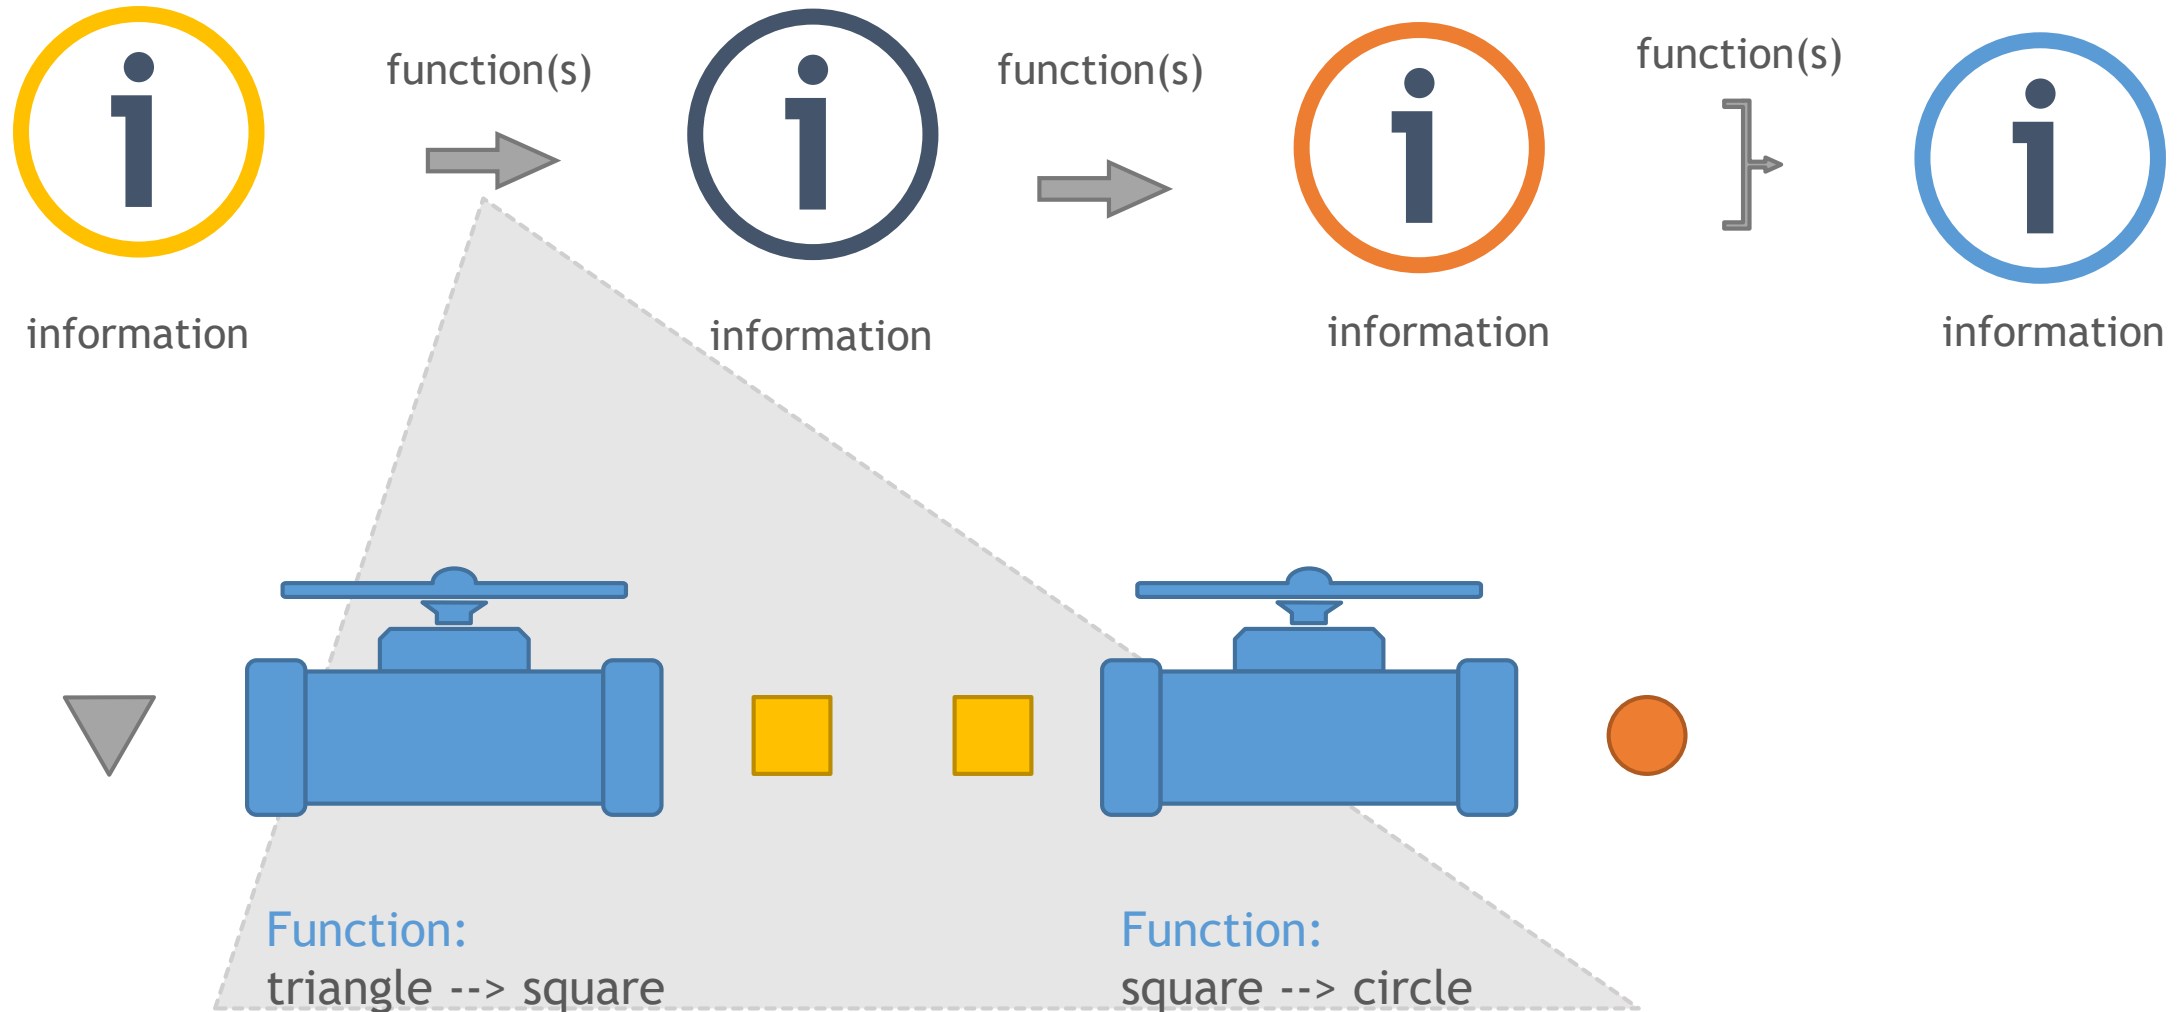 function(s)
function(s)
function(s)
information
information
information
information
Function:
triangle --> square
Function:
square --> circle